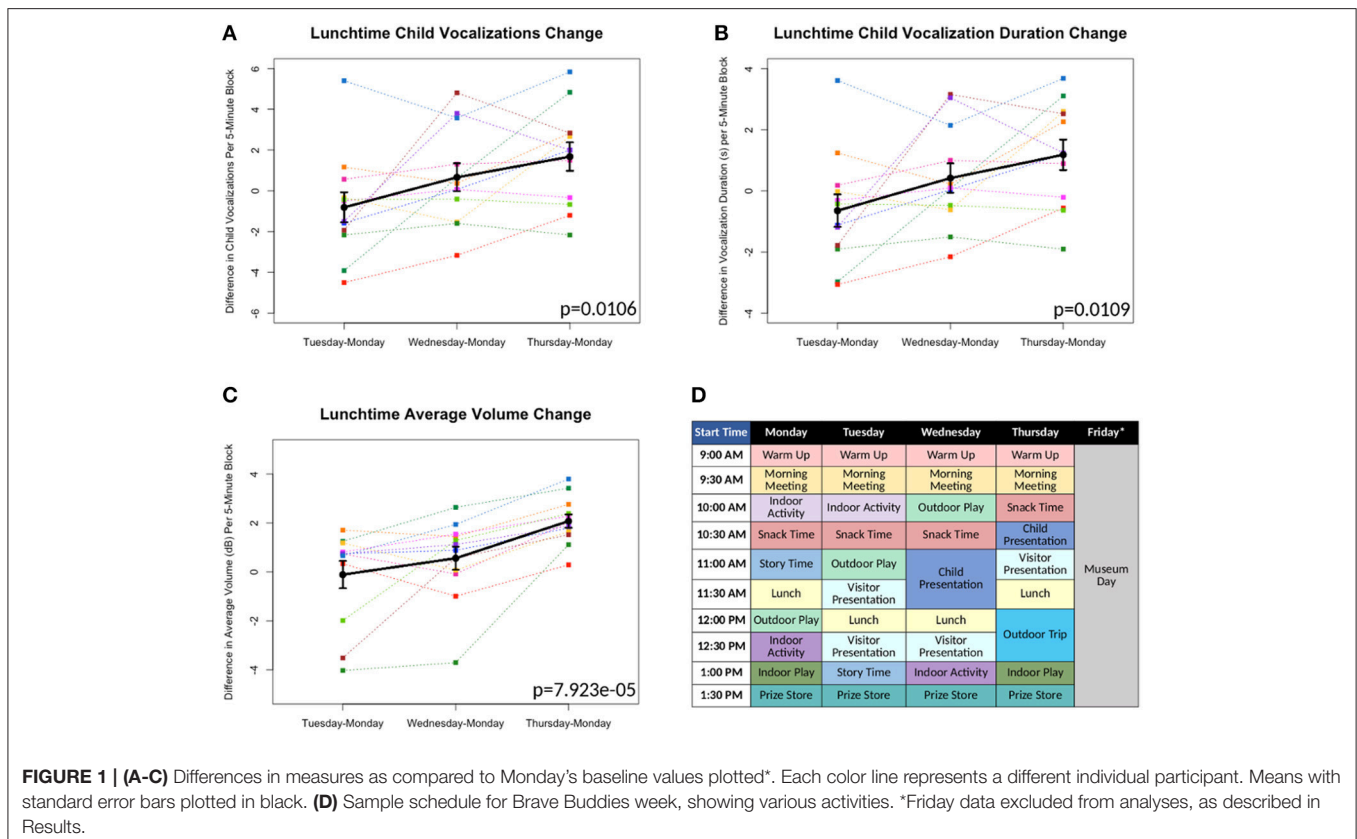 A
Lunchtime Child Vocalizations Change
Difference in Child Vocalizations Per 5-Minute Block
6
4
2
0
-2
-4
-6
Tuesday-Monday Wednesday-Monday Thursday-Monday
p=0.0106
B
Lunchtime Child Vocalization Duration Change
Difference in Vocalization Duration (s) per 5-Minute Block
4
2
0
-2
-4
Tuesday-Monday Wednesday-Monday Thursday-Monday
p=0.0109
C
Lunchtime Average Volume Change
Difference in Average Volume (dB) Per 5-Minute Block
4
2
0
-2
-4
Tuesday-Monday Wednesday-Monday Thursday-Monday
p=7.923e-05
D
Start Time Monday Tuesday Wednesday Thursday Friday*
9:00 AM Warm Up Warm Up Warm Up Warm Up
9:30 AM Morning Meeting Morning Meeting Morning Meeting Morning Meeting
10:00 AM Indoor Activity Indoor Activity Outdoor Play Snack Time
10:30 AM Snack Time Snack Time Snack Time Child Presentation
11:00 AM Story Time Outdoor Play Child Presentation Visitor Presentation Museum Day
11:30 AM Lunch Visitor Presentation Lunch
12:00 PM Outdoor Play Lunch Lunch Outdoor Trip
12:30 PM Indoor Activity Visitor Presentation Visitor Presentation
1:00 PM Indoor Play Story Time Indoor Activity Indoor Play
1:30 PM Prize Store Prize Store Prize Store Prize Store
FIGURE 1 | (A-C) Differences in measures as compared to Monday's baseline values plotted*. Each color line represents a different individual participant. Means with
standard error bars plotted in black. (D) Sample schedule for Brave Buddies week, showing various activities. *Friday data excluded from analyses, as described in
Results.